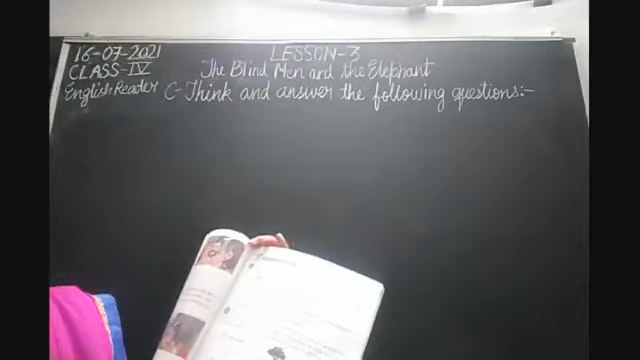 16-07-2021
LESSON-3
CLASS-IV
The Blind Men and the Elephant
English Reader
C-Think and answer the following questions:-